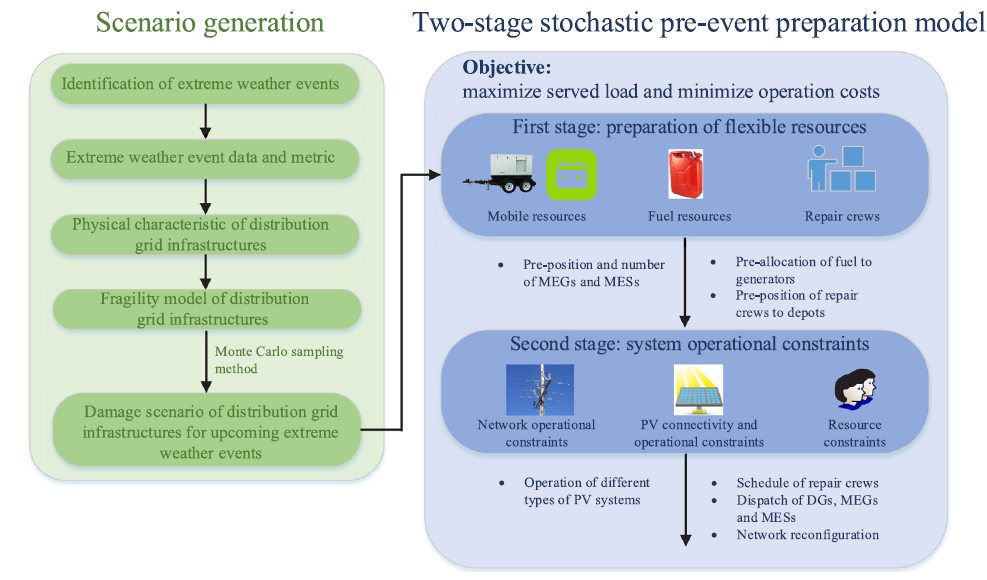 Scenario generation
Identification of extreme weather events
Extreme weather event data and metric
Physical characteristic of distribution
grid infrastructures
Fragility model of distribution
grid infrastructures
Monte Carlo sampling
method
Damage scenario of distribution grid
infrastructures for upcoming extreme
weather events
Two-stage stochastic pre-event preparation model
Objective:
maximize served load and minimize operation costs
First stage: preparation of flexible resources
Mobile resources
Fuel resources
Repair crews
• Pre-position and number
of MEGs and MESs
• Pre-allocation of fuel to
generators
• Pre-position of repair
crews to depots
Second stage: system operational constraints
Network operational
constraints
PV connectivity and
operational constraints
Resource
constraints
• Operation of different
types of PV systems
• Schedule of repair crews
• Dispatch of DGs, MEGs
and MESs
• Network reconfiguration